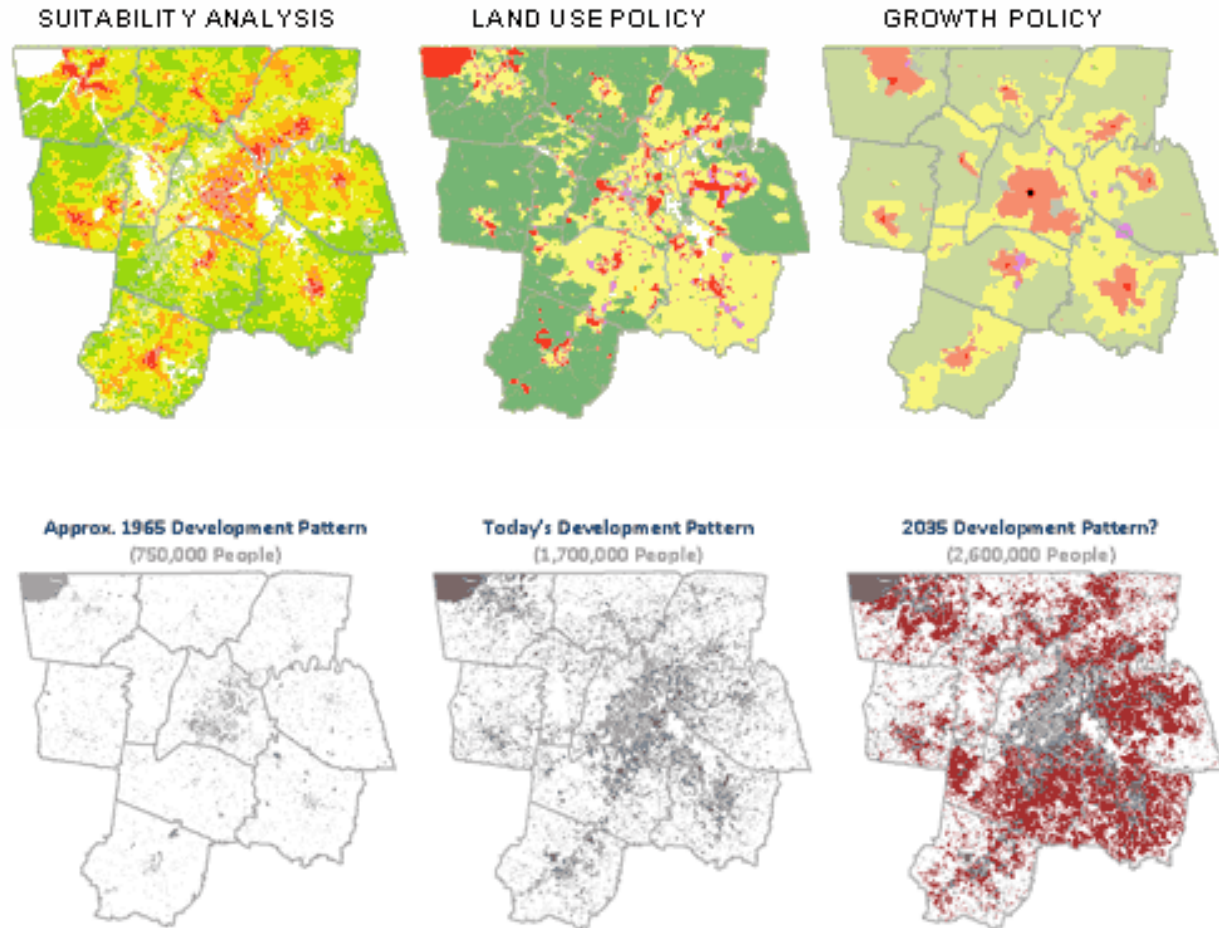 SUITABILITY ANALYSIS
LAND USE POLICY
GROWTH POLICY
Approx. 1965 Development Pattern
(750,000 People)
Today's Development Pattern
(1,700,000 People)
2035 Development Pattern?
(2,600,000 People)